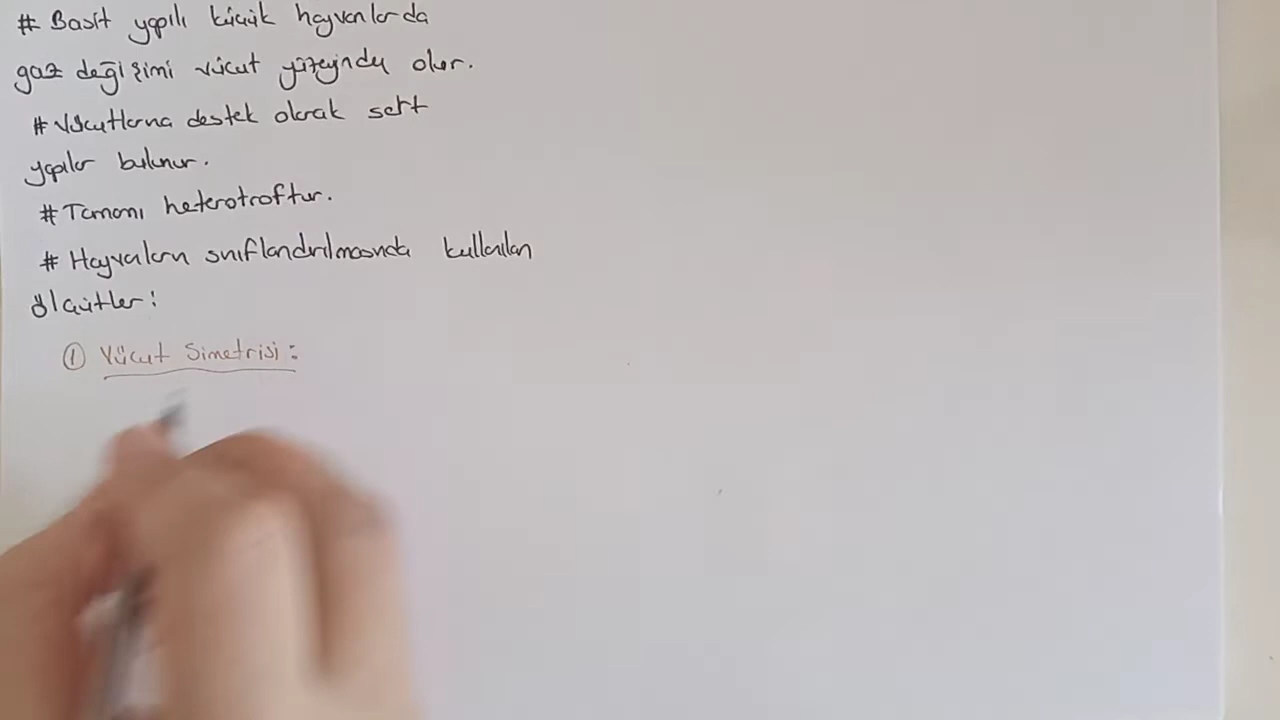 # Basit yapılı küçük hayvanlarda
gaz değişimi vücut yüzeyinden olur.
# Vücutlarına destek olarak sert
yapılar bulunur.
# Tamamı heterotroftur.
# Hayvanların sınıflandırılmasında kullanılan
ölçütler:
① Vücut Simetrisi: